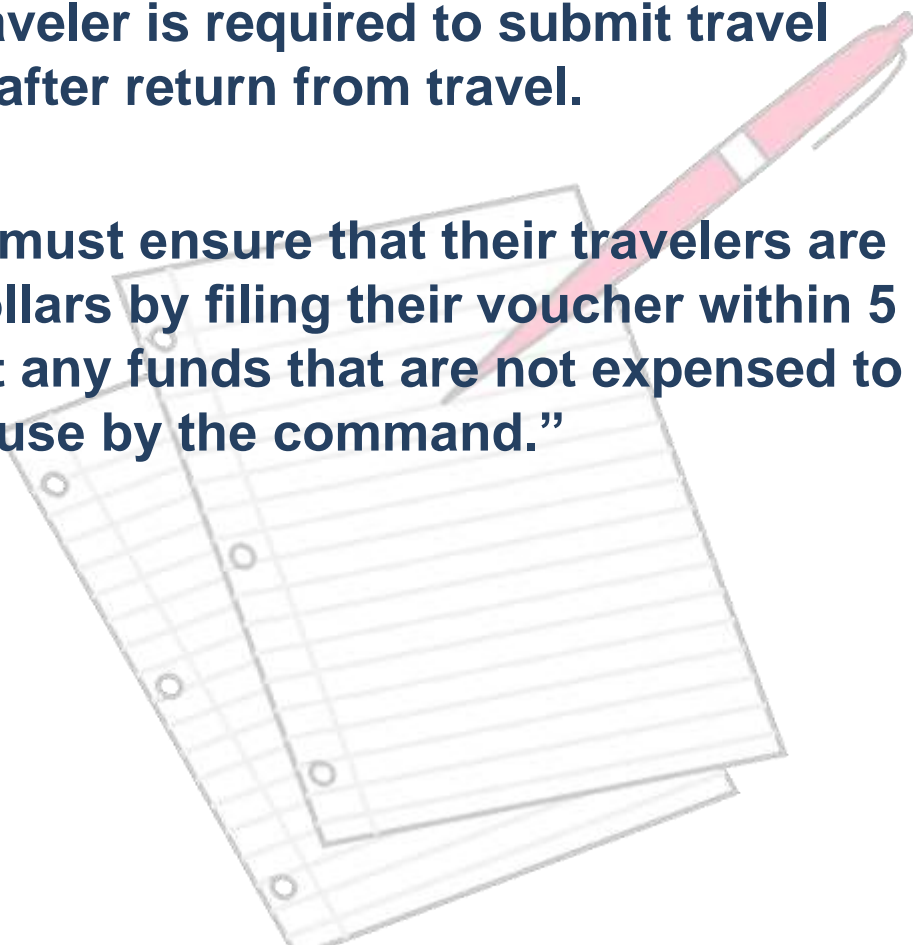 aveler is required to submit travel
after return from travel.
must ensure that their travelers are
ollars by filing their voucher within 5
t any funds that are not expensed to
use by the command.”